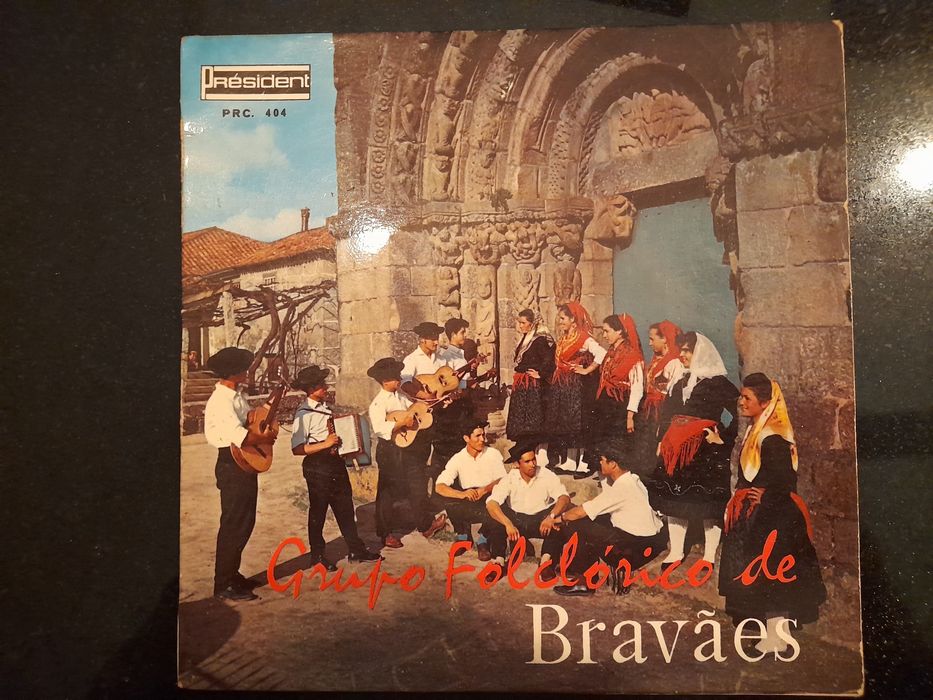 Président
PRC. 404
Grupo Folclórico de
Bravães